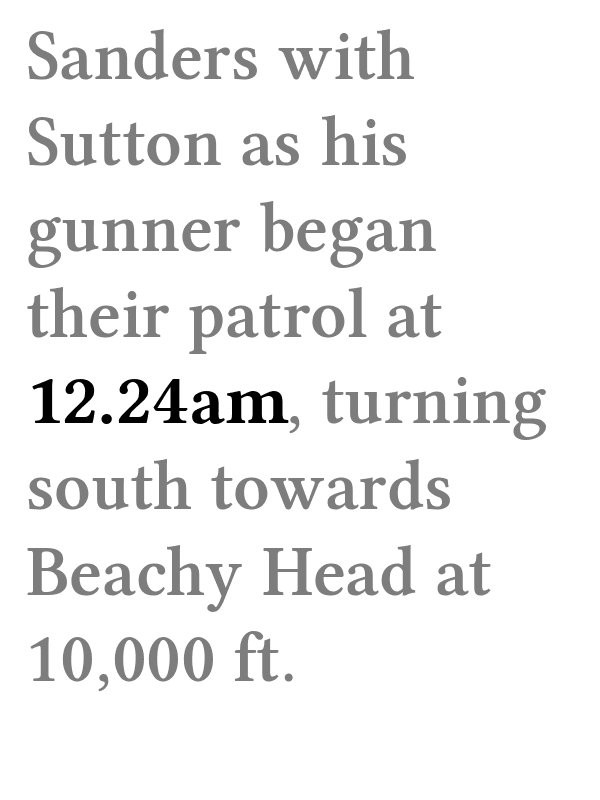 Sanders with
Sutton as his
gunner began
their patrol at
12.24am, turning
south towards
Beachy Head at
10,000 ft.